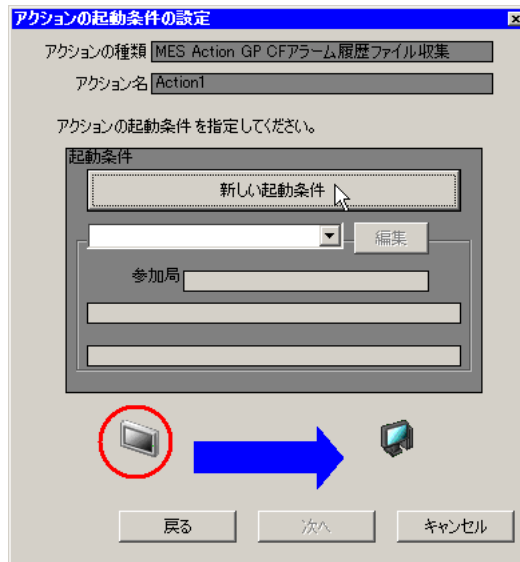 アクションの起動条件の設定
アクションの種類 MES Action GP CFアラーム履歴ファイル収集
アクション名 Action1
アクションの起動条件 を指定してください。
起動条件
新しい起動条件
編集
参加局
戻る 次へ キャンセル